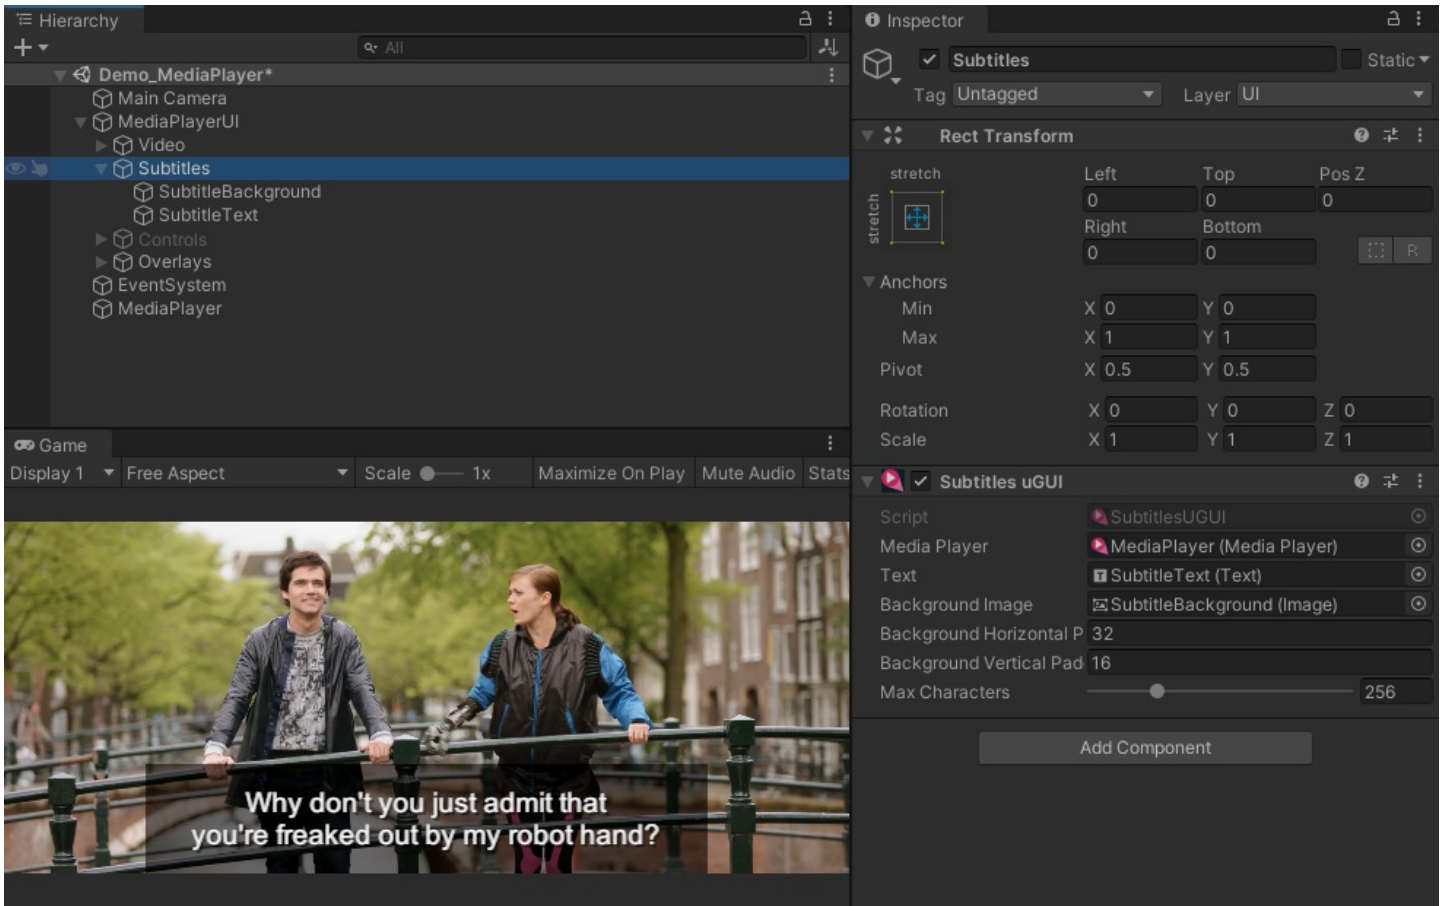 Hierarchy
All
Demo_MediaPlayer*
Main Camera
MediaPlayerUI
Video
Subtitles
SubtitleBackground
SubtitleText
Controls
Overlays
EventSystem
MediaPlayer
Game
Display 1 Free Aspect Scale 1x Maximize On Play Mute Audio Stats
Why don't you just admit that
you're freaked out by my robot hand?
Inspector
Subtitles Static
Tag Untagged Layer UI
Rect Transform
stretch Left Top Pos Z
stretch
0 0 0
Right Bottom
0 0 R
Anchors
Min X 0 Y 0
Max X 1 Y 1
Pivot X 0.5 Y 0.5
Rotation X 0 Y 0 Z 0
Scale X 1 Y 1 Z 1
Subtitles uGUI
Script SubtitlesUGUI
Media Player MediaPlayer (Media Player)
Text SubtitleText (Text)
Background Image SubtitleBackground (Image)
Background Horizontal P 32
Background Vertical Pad 16
Max Characters 256
Add Component